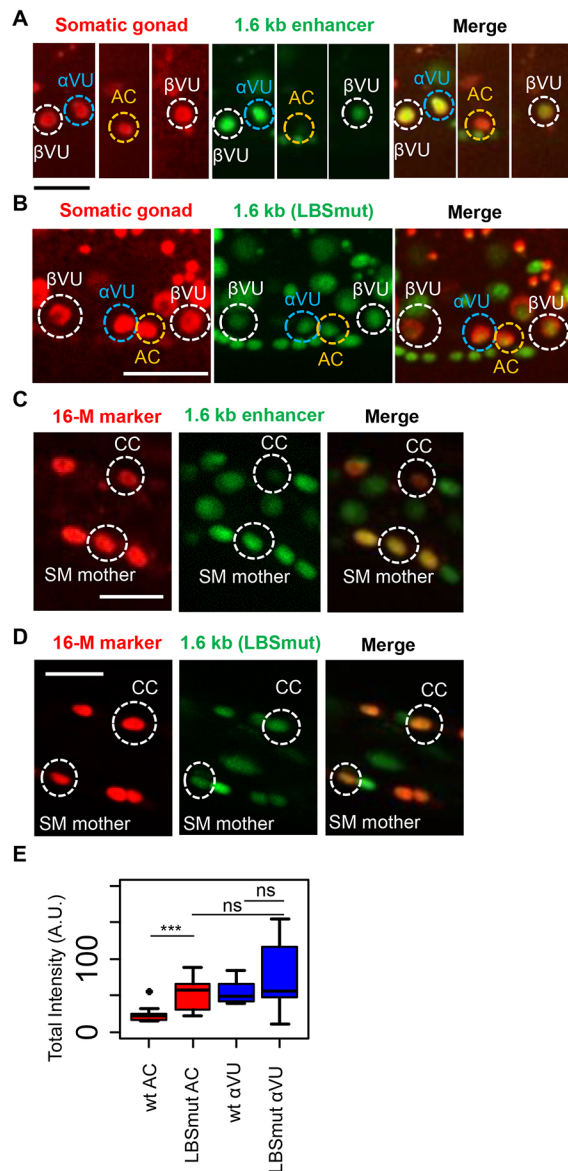 A
Somatic gonad 1.6 kb enhancer Merge
αVU αVU αVU
AC AC AC
βVU βVU βVU
βVU βVU βVU
B
Somatic gonad 1.6 kb (LBSmut) Merge
βVU αVU βVU βVU αVU βVU αVU
AC AC AC
C
16-M marker 1.6 kb enhancer Merge
CC CC CC
SM mother SM mother SM mother
D
16-M marker 1.6 kb (LBSmut) Merge
CC CC CC
SM mother SM mother SM mother
E
Total Intensity (A.U.)
0
100
***
ns
ns
wt AC
LBSmut AC
wt αVU
LBSmut αVU